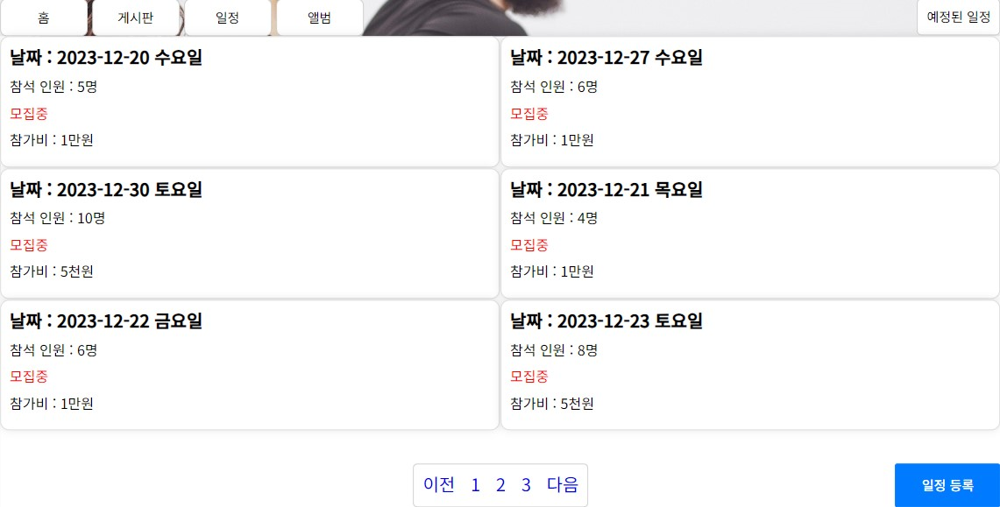 홈 게시판 일정 앨범 예정된 일정
날짜 : 2023-12-20 수요일
참석 인원 : 5명
모집중
참가비 : 1만원
날짜 : 2023-12-27 수요일
참석 인원 : 6명
모집중
참가비 : 1만원
날짜 : 2023-12-30 토요일
참석 인원 : 10명
모집중
참가비 : 5천원
날짜 : 2023-12-21 목요일
참석 인원 : 4명
모집중
참가비 : 1만원
날짜 : 2023-12-22 금요일
참석 인원 : 6명
모집중
참가비 : 1만원
날짜 : 2023-12-23 토요일
참석 인원 : 8명
모집중
참가비 : 5천원
이전 1 2 3 다음
일정 등록